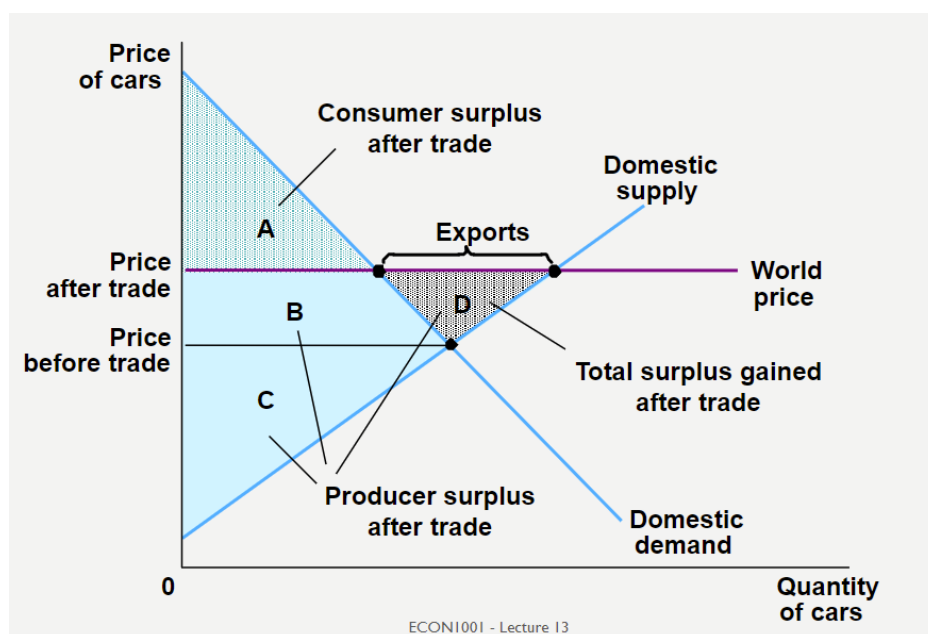 Price
of cars
Consumer surplus
after trade
Domestic
supply
A
Exports
Price
after trade
World
price
B
D
Price
before trade
Total surplus gained
after trade
C
Producer surplus
after trade
Domestic
demand
0
Quantity
of cars
ECON1001 - Lecture 13